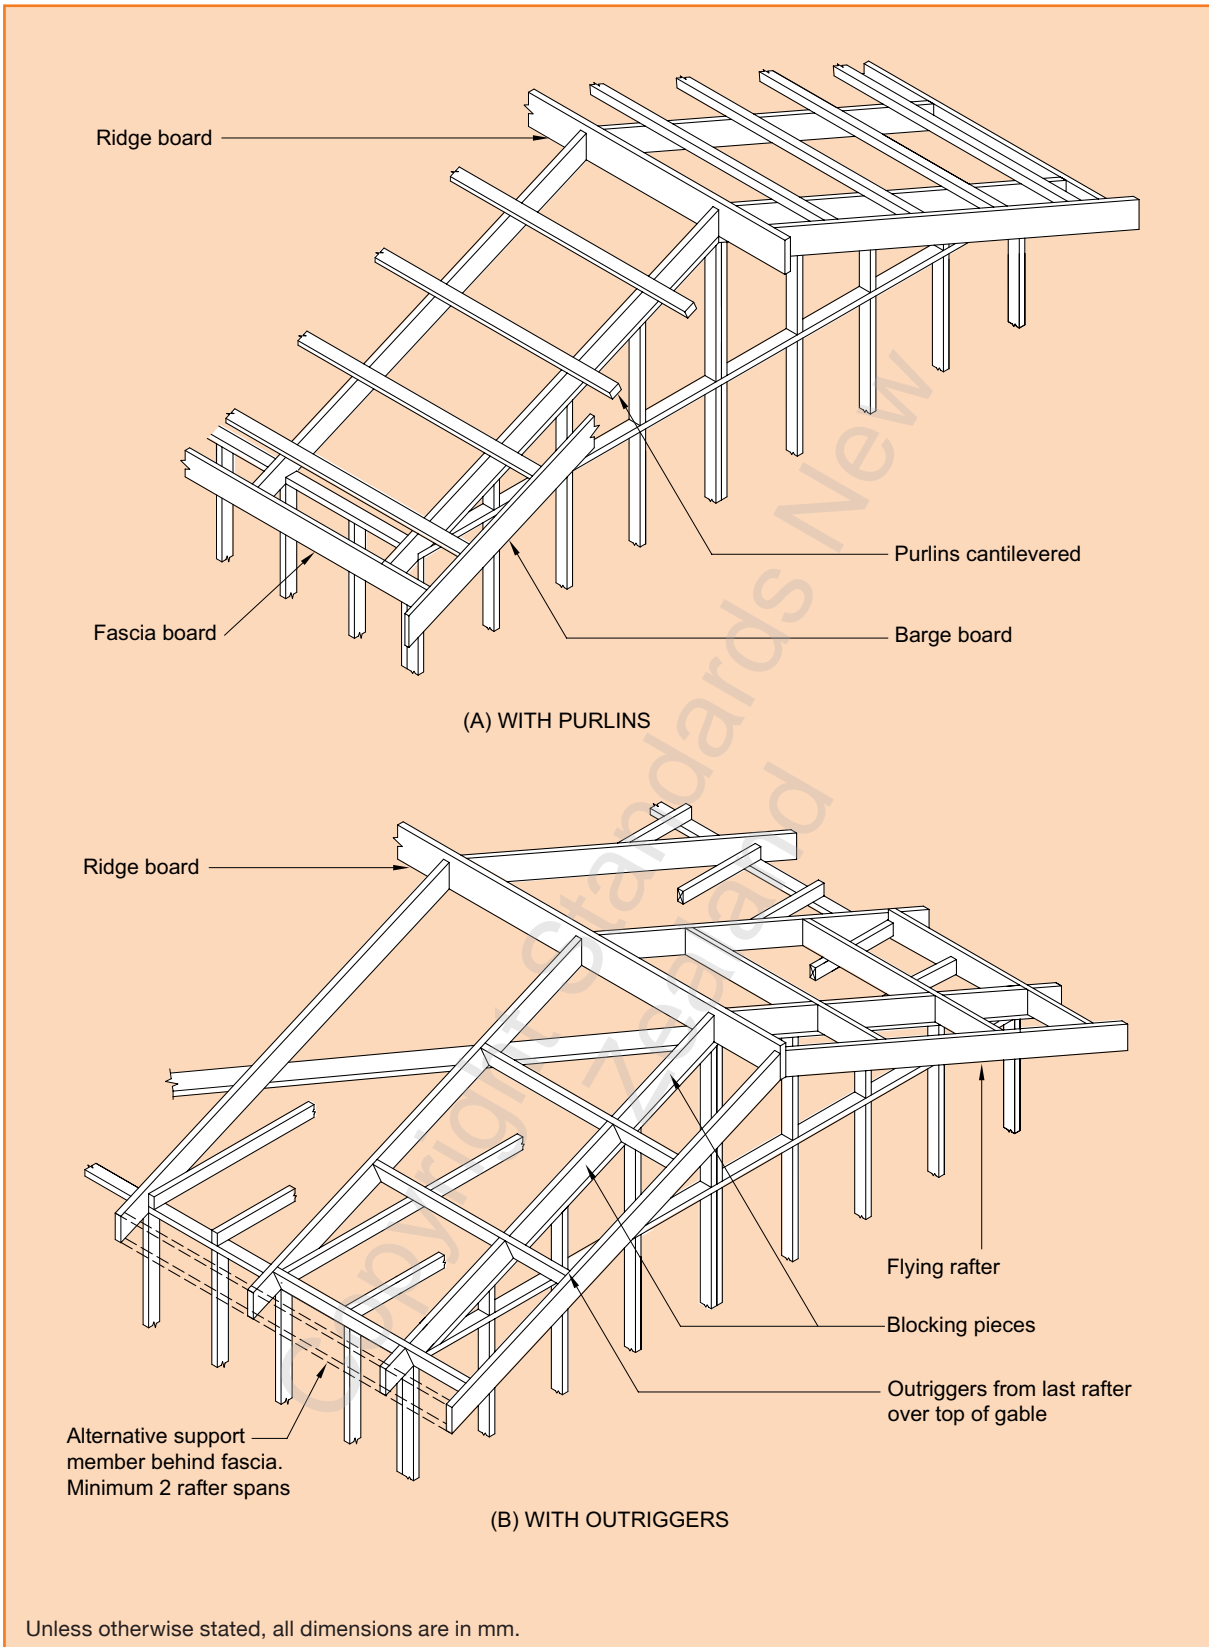 Ridge board
Purlins cantilevered
Fascia board
Barge board
(A) WITH PURLINS
Ridge board
Flying rafter
Blocking pieces
Outriggers from last rafter
over top of gable
Alternative support
member behind fascia.
Minimum 2 rafter spans
(B) WITH OUTRIGGERS
Copyright Standards New
Zealand
Unless otherwise stated, all dimensions are in mm.